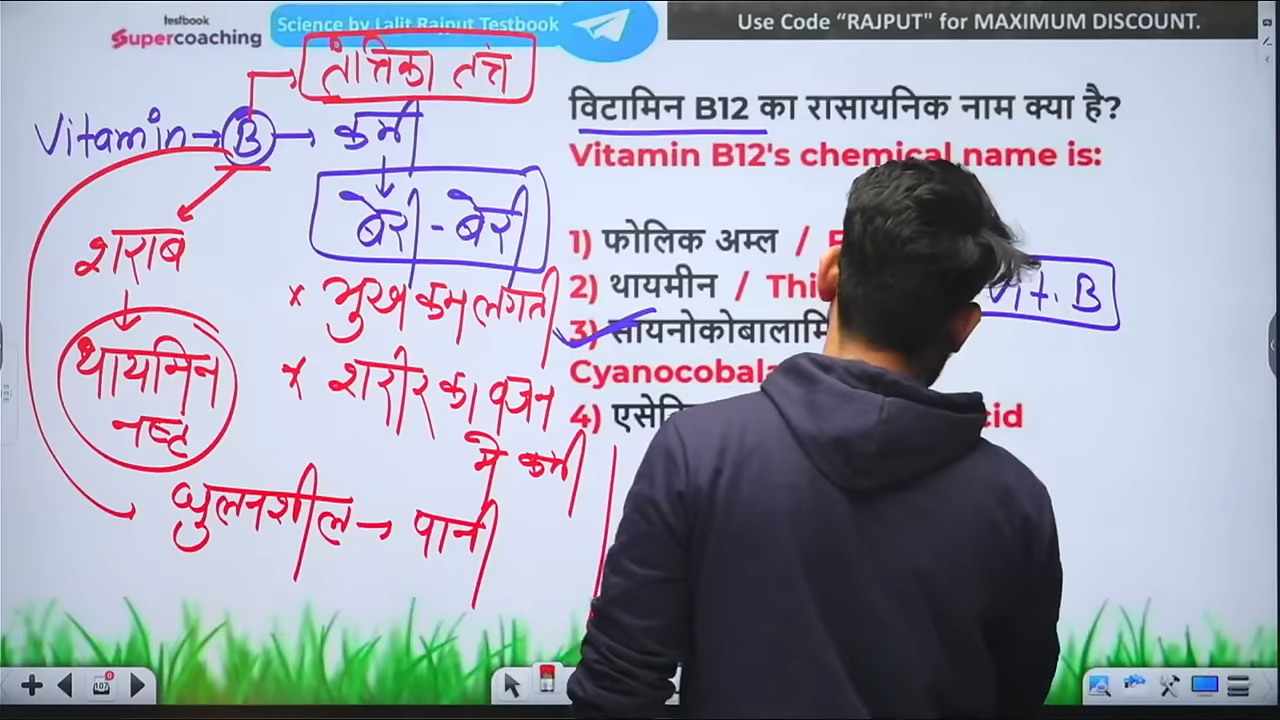 testbook
Supercoaching
Science by Lalit Rajput Testbook
Use Code “RAJPUT" for MAXIMUM DISCOUNT.
तंत्रिका तंत्र
Vitamin → B → कमी
बेरी - बेरी
शराब
थायमिन
नष्ट
× भुख कम लगती
× शरीर का वजन
मे कमी
घुलनशील → पानी
विटामिन B12 का रासायनिक नाम क्या है?
Vitamin B12's chemical name is:
1) फोलिक अम्ल /
2) थायमीन / Thi
Vit. B
3) सायनोकोबालामि
Cyanocobala
4) एसे
cid
107